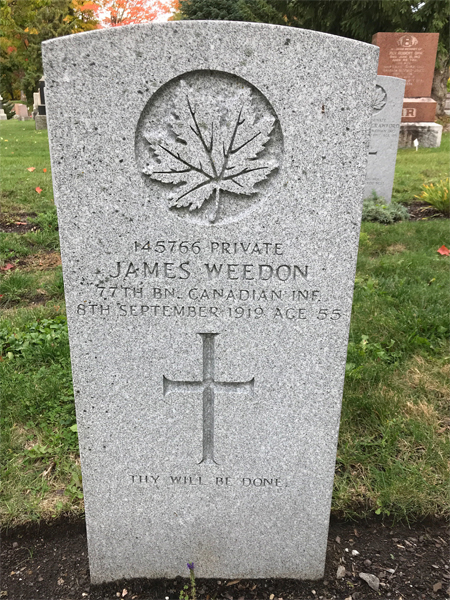 145766 PRIVATE
JAMES WEEDON
77TH BN. CANADIAN INF.
8TH SEPTEMBER 1919 AGE 55
THY WILL BE DONE.